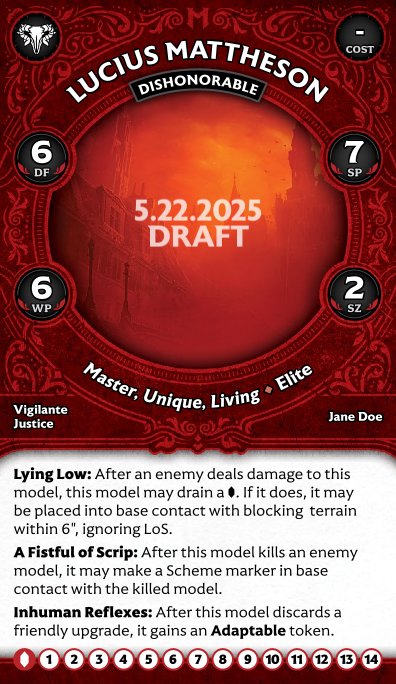 -
COST
LUCIUS MATTHESON
DISHONORABLE
6
DF
7
SP
5.22.2025
DRAFT
6
WP
2
SZ
Master, Unique, Living ♦ Elite
Vigilante
Justice
Jane Doe
Lying Low: After an enemy deals damage to this
model, this model may drain a ⬧. If it does, it may
be placed into base contact with blocking terrain
within 6", ignoring LoS.
A Fistful of Scrip: After this model kills an enemy
model, it may make a Scheme marker in base
contact with the killed model.
Inhuman Reflexes: After this model discards a
friendly upgrade, it gains an Adaptable token.
1 2 3 4 5 6 7 8 9 10 11 12 13 14